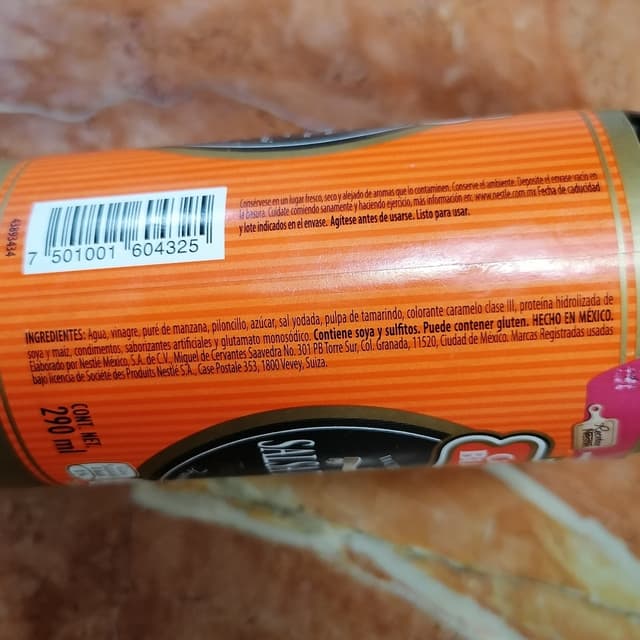 Consérvese en un lugar fresco, seco y alejado de aromas que lo contaminen. Conserve el ambiente. Deposite el envase vacío en
la basura. Cuídate comiendo sanamente y haciendo ejercicio, más información en: www.nestle.com.mx Fecha de caducidad
y lote indicados en el envase. Agítese antes de usarse. Listo para usar.
43893434
7 501001 604325
INGREDIENTES: Agua, vinagre, puré de manzana, piloncillo, azúcar, sal yodada, pulpa de tamarindo, colorante caramelo clase III, proteína hidrolizada de
soya y maíz, condimentos, saborizantes artificiales y glutamato monosódico. Contiene soya y sulfitos. Puede contener gluten. HECHO EN MÉXICO.
Elaborado por Nestlé México, S.A. de C.V., Miguel de Cervantes Saavedra No. 301 PB Torre Sur, Col. Granada, 11520, Ciudad de México. Marcas Registradas usadas
bajo licencia de Société des Produits Nestlé S.A., Case Postale 353, 1800 Vevey, Suiza.
CONT. NET.
290 ml